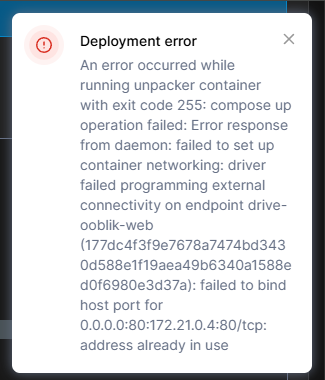 Deployment error
An error occurred while
running unpacker container
with exit code 255: compose up
operation failed: Error response
from daemon: failed to set up
container networking: driver
failed programming external
connectivity on endpoint drive-
ooblik-web
(177dc4f3f9e7678a7474bd343
0d588e1f19aea49b6340a1588e
d0f6980e3d37a): failed to bind
host port for
0.0.0.0:80:172.21.0.4:80/tcp:
address already in use